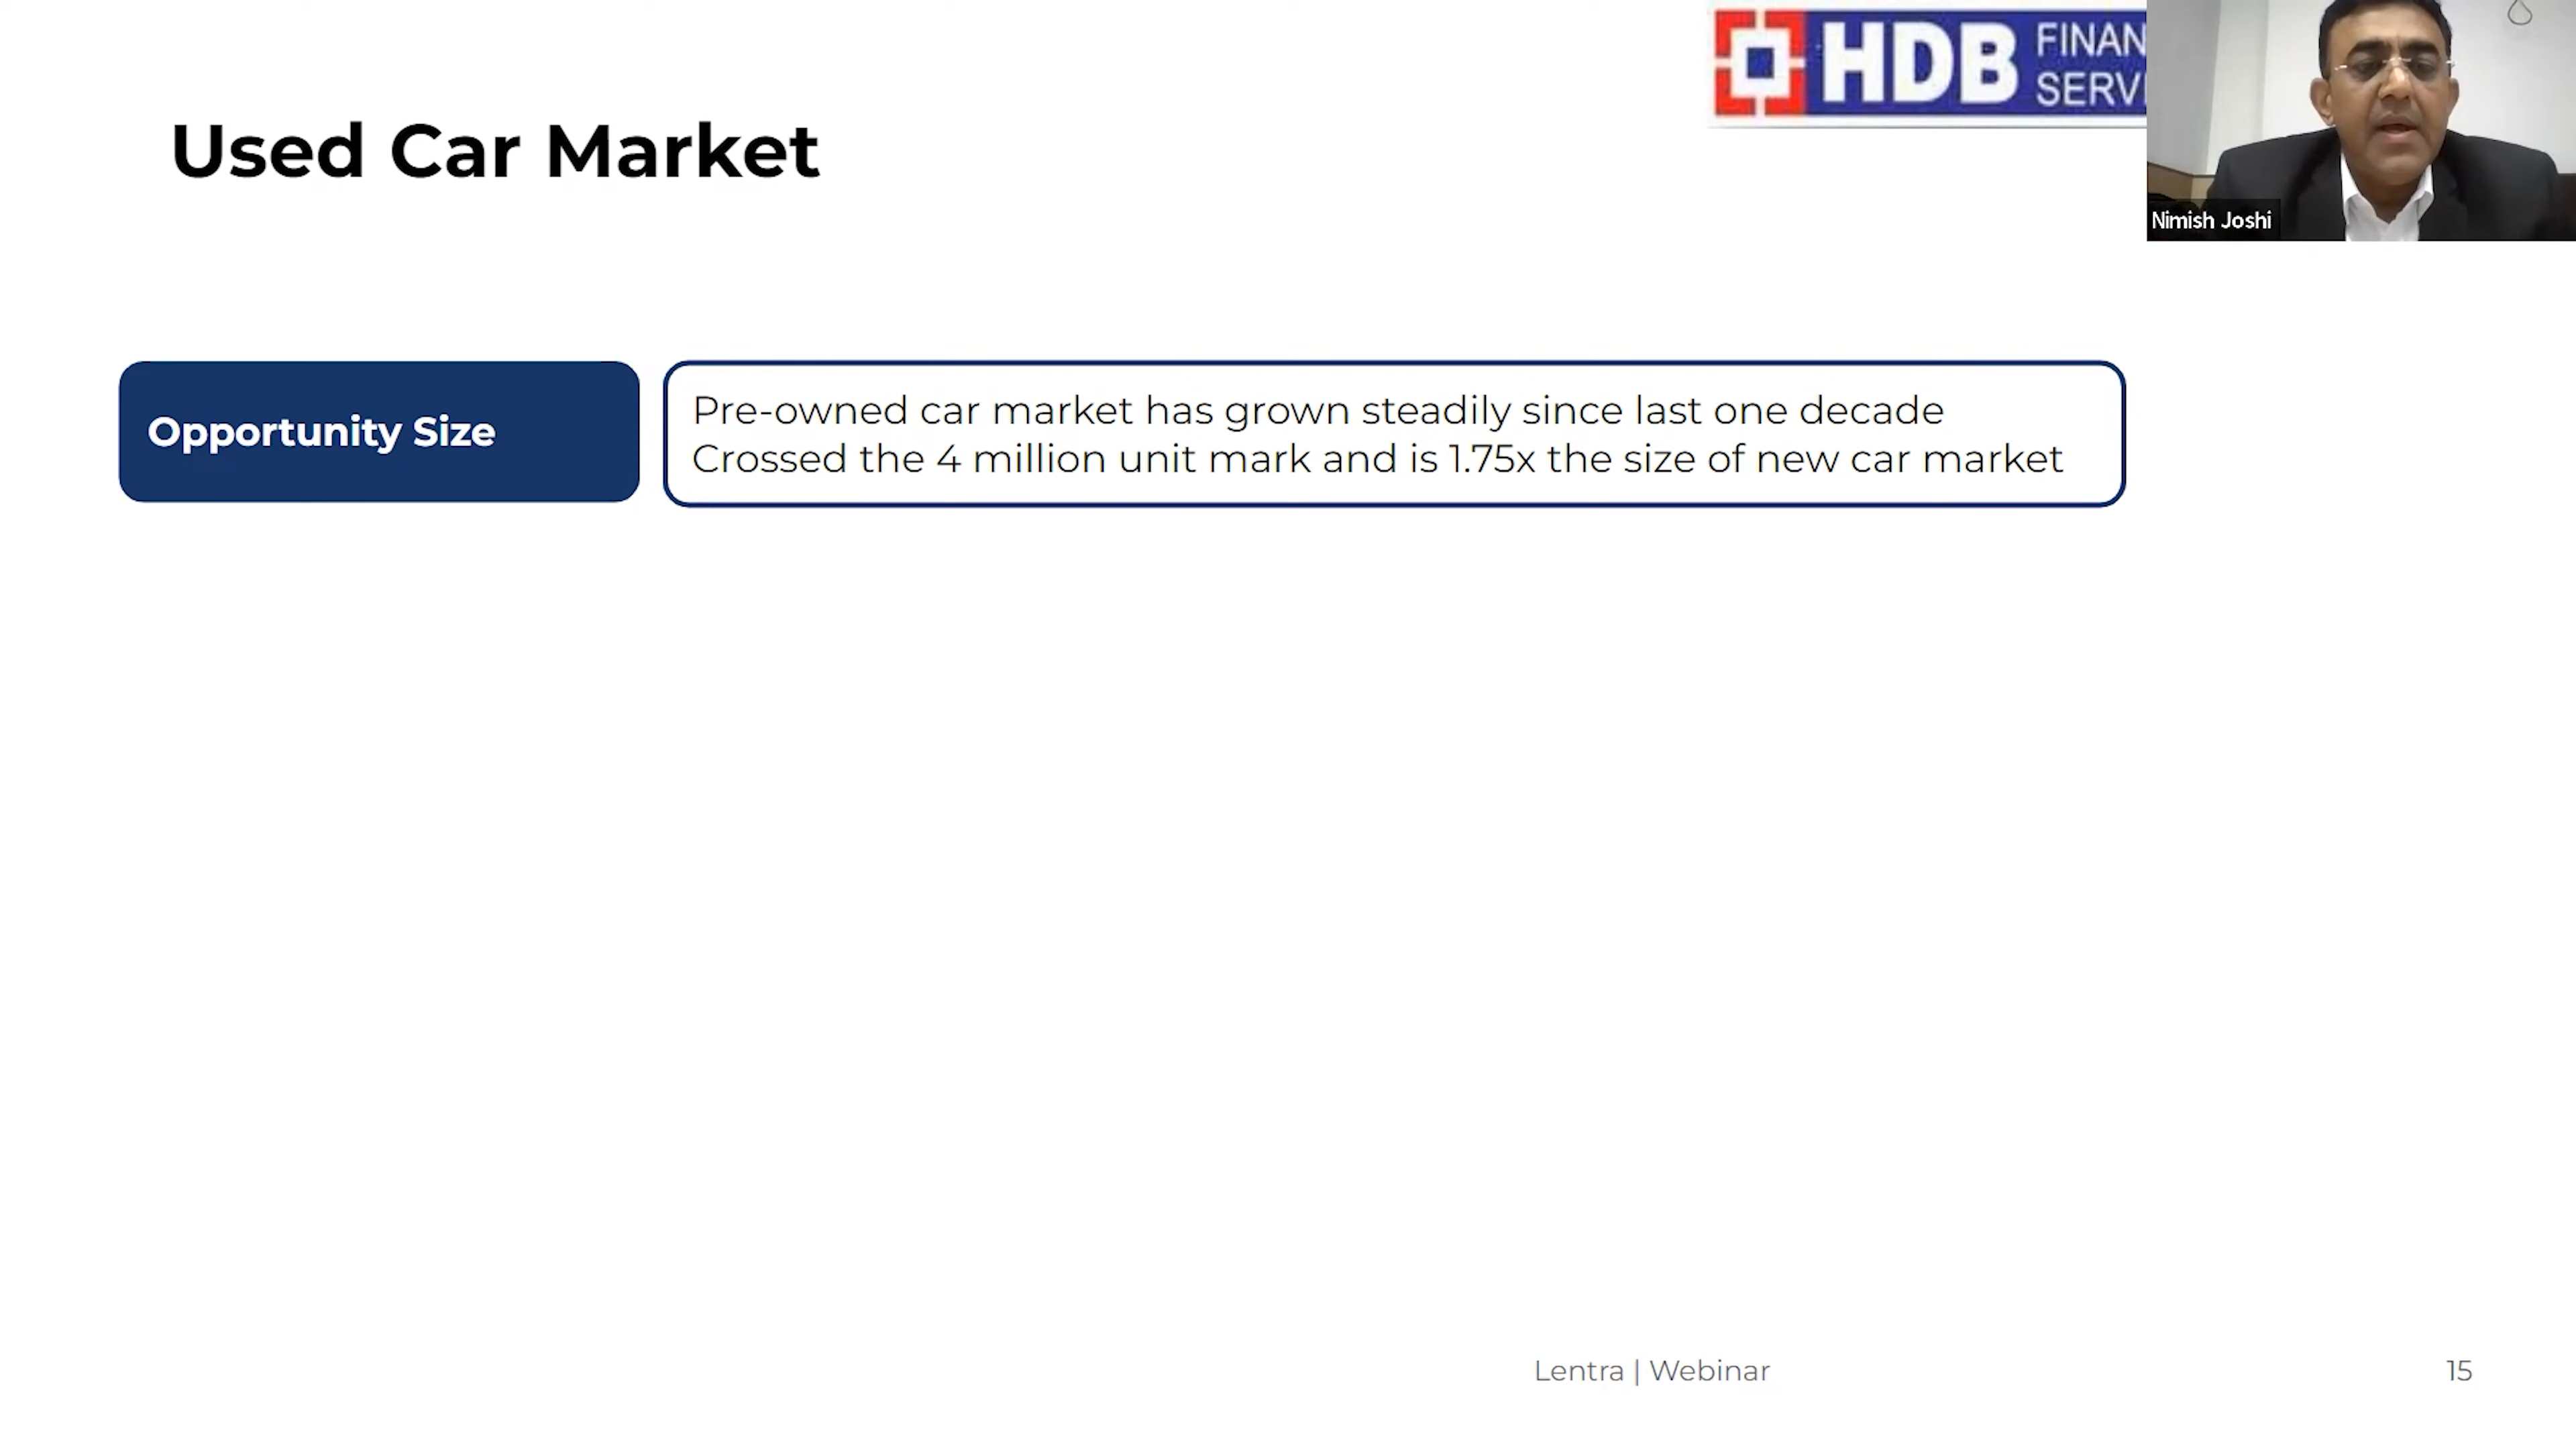 HDB FINAN
SERVI
Nimish Joshi
Used Car Market
Opportunity Size
Pre-owned car market has grown steadily since last one decade
Crossed the 4 million unit mark and is 1.75x the size of new car market
Lentra | Webinar
15